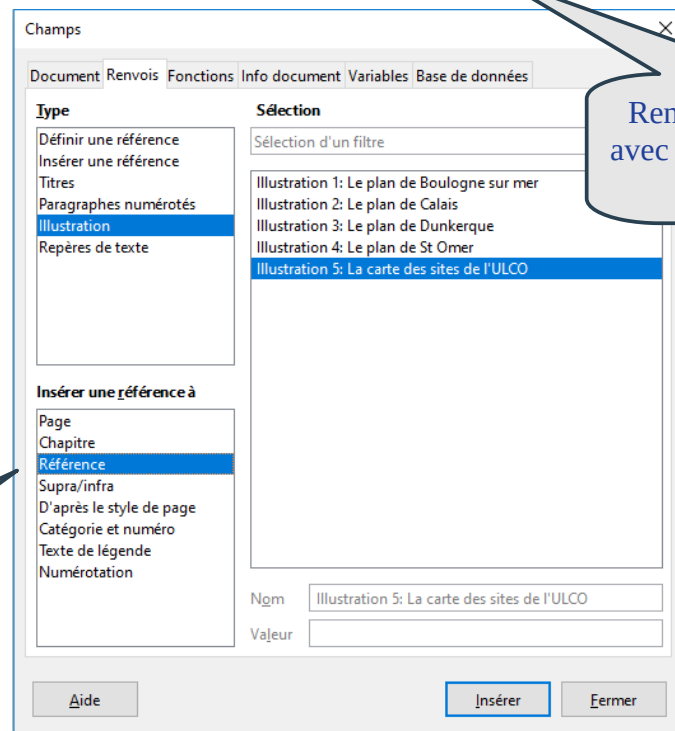 Champs
Document Renvois Fonctions Info document Variables Base de données
Type
Définir une référence
Insérer une référence
Titres
Paragraphes numérotés
Illustration
Repères de texte
Sélection
Sélection d'un filtre
Illustration 1: Le plan de Boulogne sur mer
Illustration 2: Le plan de Calais
Illustration 3: Le plan de Dunkerque
Illustration 4: Le plan de St Omer
Illustration 5: La carte des sites de l'ULCO
avec
Insérer une référence à
Page
Chapitre
Référence
Supra/infra
D'après le style de page
Catégorie et numéro
Texte de légende
Numérotation
Nom Illustration 5: La carte des sites de l'ULCO
Valeur
Aide Insérer Fermer